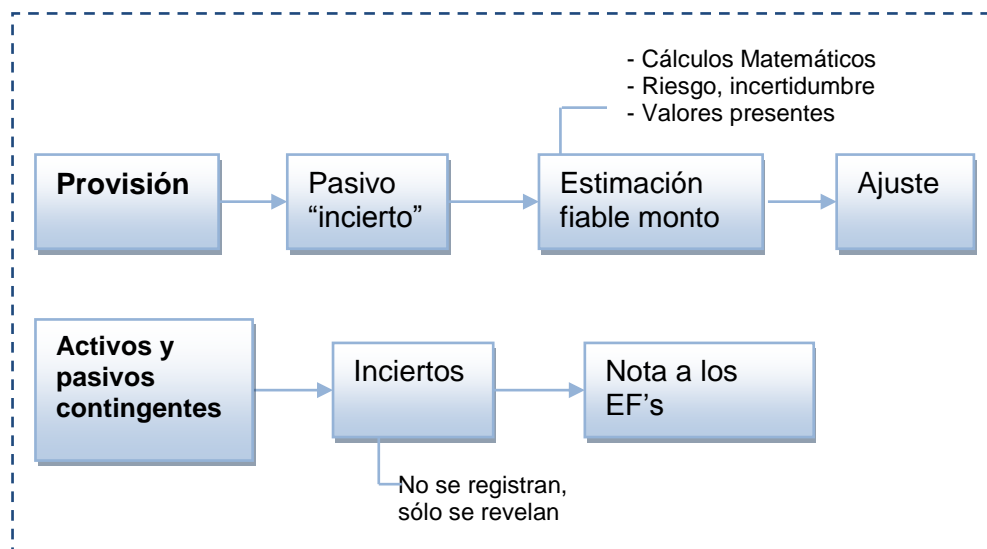 - Cálculos Matemáticos
- Riesgo, incertidumbre
- Valores presentes
Provisión
Pasivo
“incierto”
Estimación
fiable monto
Ajuste
Activos y
pasivos
contingentes
Inciertos
Nota a los
EF’s
No se registran,
sólo se revelan